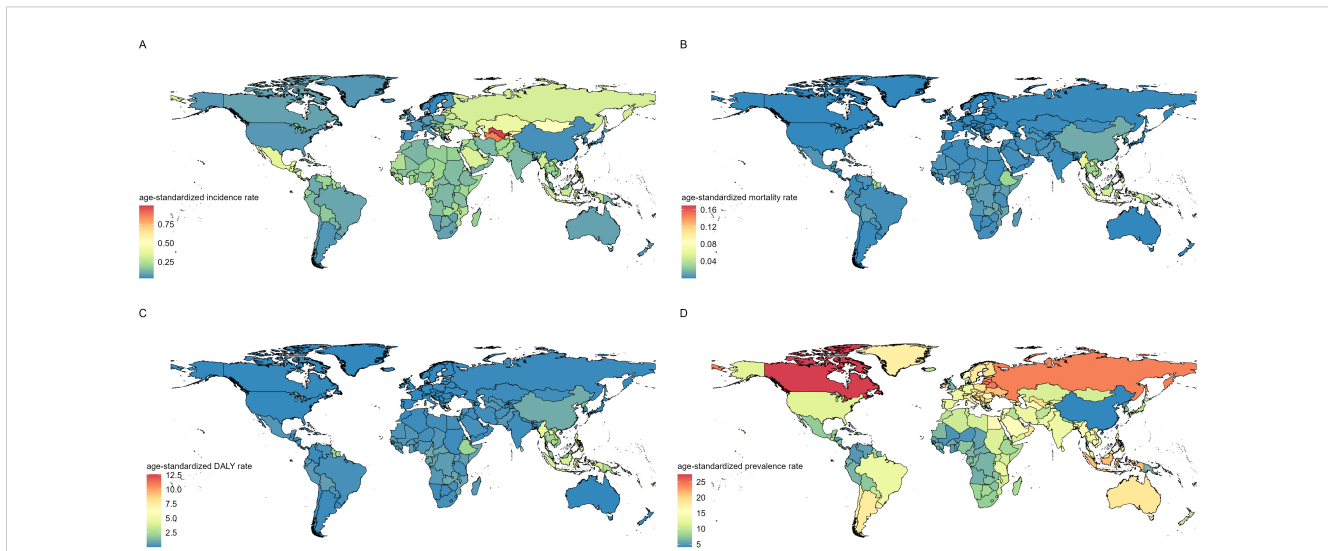 A
B
age-standardized incidence rate
0.75
0.50
0.25
age-standardized mortality rate
0.16
0.12
0.08
0.04
C
D
age-standardized DALY rate
12.5
10.0
7.5
5.0
2.5
age-standardized prevalence rate
25
20
15
10
5